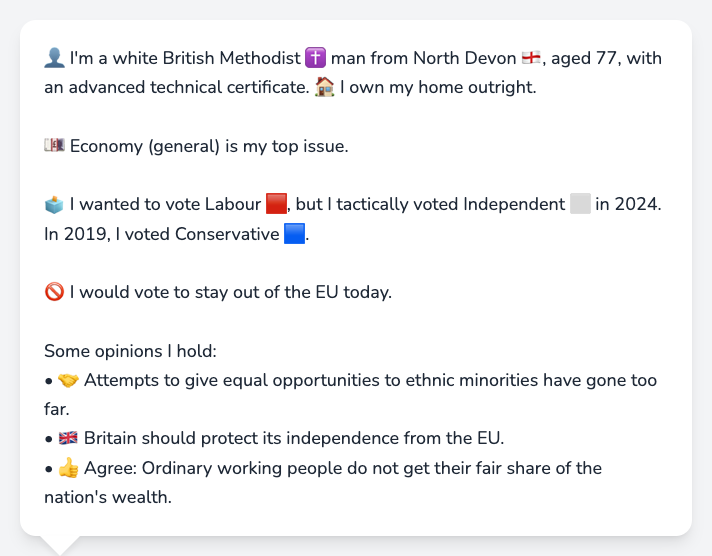 👤 I'm a white British Methodist ✝️ man from North Devon 🏴󠁧󠁢󠁥󠁮󠁧󠁿, aged 77, with
an advanced technical certificate. 🏠 I own my home outright.
💷 Economy (general) is my top issue.
🗳️ I wanted to vote Labour 🟥, but I tactically voted Independent ⬜ in 2024.
In 2019, I voted Conservative 🟦.
🚫 I would vote to stay out of the EU today.
Some opinions I hold:
• 🤝 Attempts to give equal opportunities to ethnic minorities have gone too
far.
• 🇬🇧 Britain should protect its independence from the EU.
• 👍 Agree: Ordinary working people do not get their fair share of the
nation's wealth.